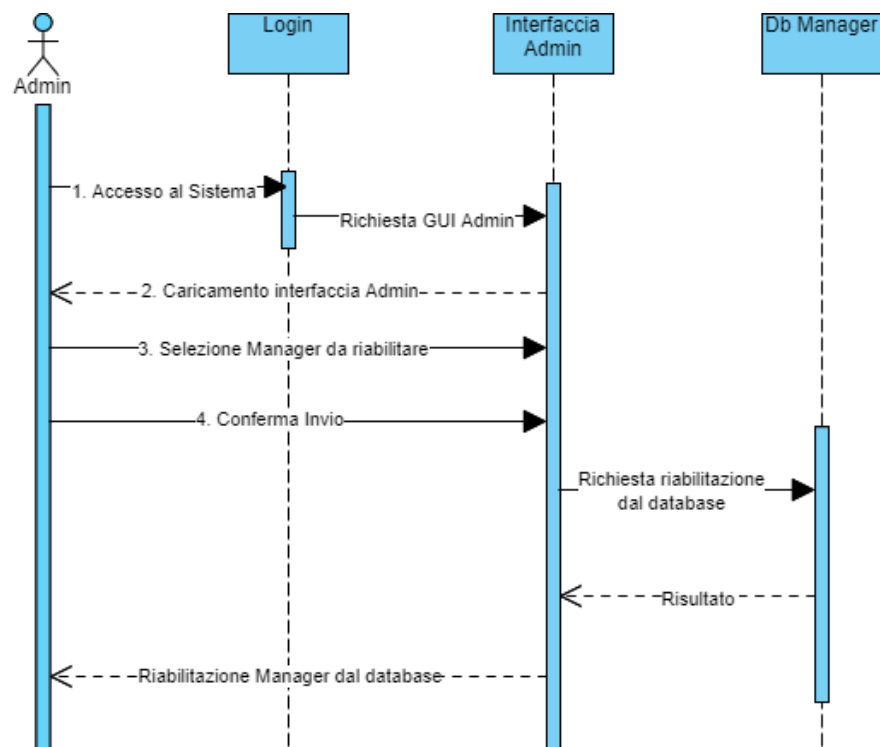 Login
Interfaccia
Admin
Db Manager
Admin
1. Accesso al Sistema
Richiesta GUI Admin
2. Caricamento interfaccia Admin
3. Selezione Manager da riabilitare
4. Conferma Invio
Richiesta riabilitazione
dal database
Risultato
Riabilitazione Manager dal database